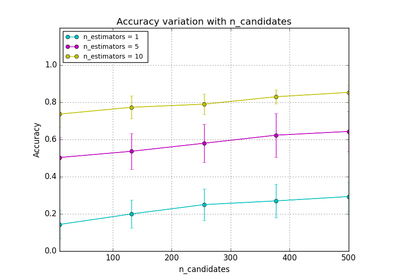 Accuracy variation with n_candidates
n_estimators = 1
n_estimators = 5
n_estimators = 10
1.0
0.8
0.6
0.4
0.2
0.0
Accuracy
0 100 200 300 400 500
n_candidates